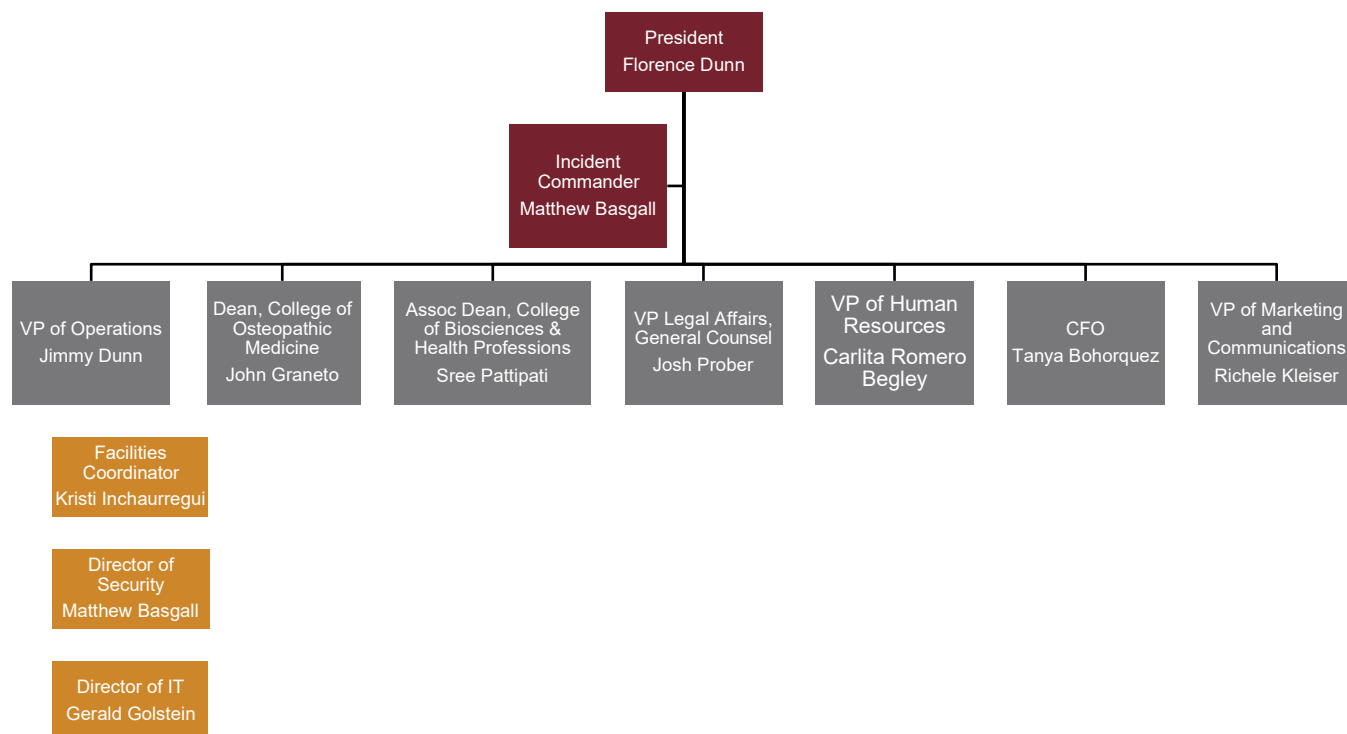 President
Florence Dunn
Incident
Commander
Matthew Basgall
VP of Operations
Jimmy Dunn
Dean, College of
Osteopathic
Medicine
John Graneto
Assoc Dean, College
of Biosciences &
Health Professions
Sree Pattipati
VP Legal Affairs,
General Counsel
Josh Prober
VP of Human
Resources
Carlita Romero
Begley
CFO
Tanya Bohorquez
VP of Marketing
and
Communications
Richele Kleiser
Facilities
Coordinator
Kristi Inchaurregui
Director of
Security
Matthew Basgall
Director of IT
Gerald Golstein